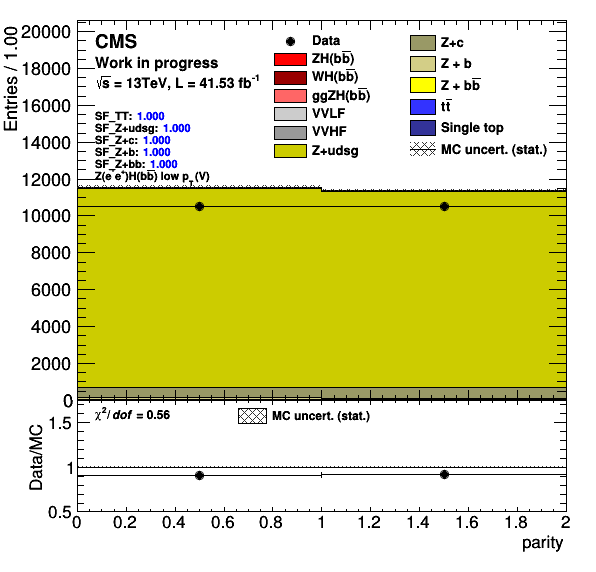 CMS
Work in progress
√s = 13TeV, L = 41.53 fb⁻¹
SF_TT: 1.000
SF_Z+udsg: 1.000
SF_Z+c: 1.000
SF_Z+b: 1.000
SF_Z+bb: 1.000
Z(e⁻e⁺)H(bb̅) low p_T(V)
Data
ZH(bb̅)
WH(bb̅)
ggZH(bb̅)
VVLF
VVHF
Z+udsg
Z+c
Z + b
Z + bb̅
tt̅
Single top
MC uncert. (stat.)
Entries / 1.00
20000
18000
16000
14000
12000
10000
8000
6000
4000
2000
0
χ²/dof = 0.56
MC uncert. (stat.)
Data/MC
1.5
1
0.5
0 0.2 0.4 0.6 0.8 1 1.2 1.4 1.6 1.8 2
parity